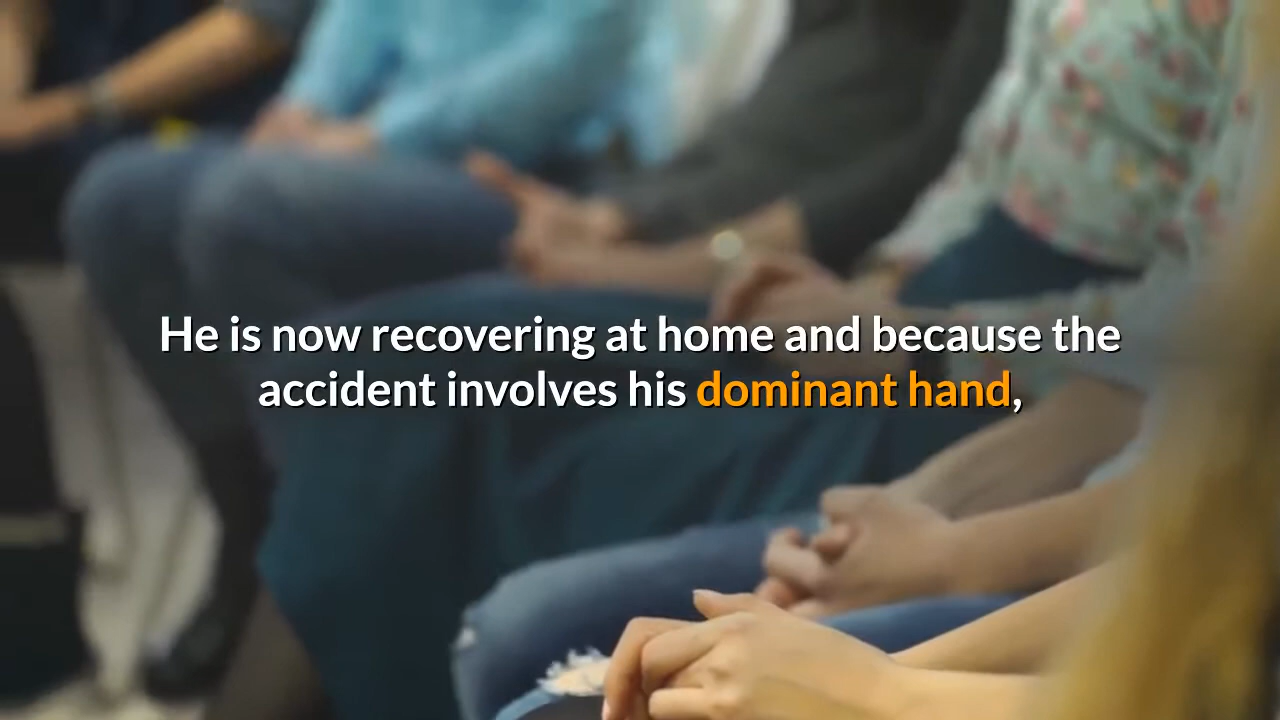 He is now recovering at home and because the
accident involves his dominant hand,